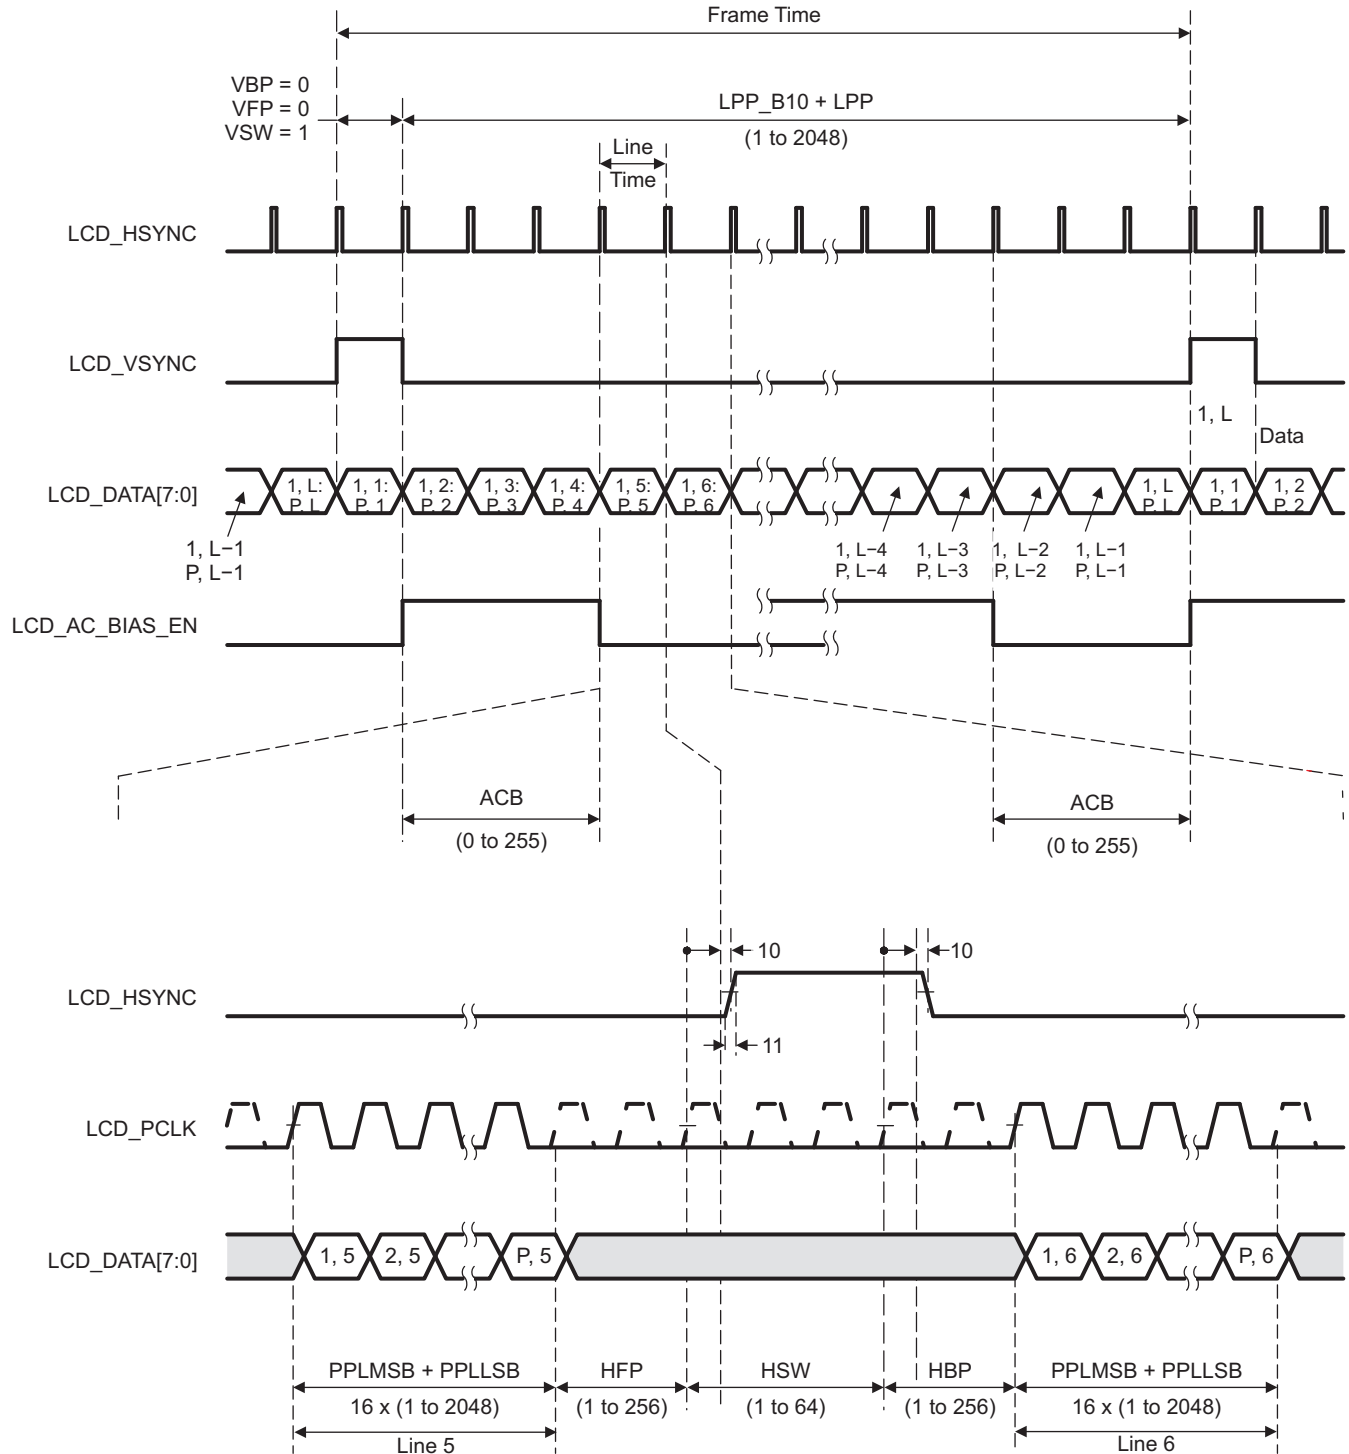 Frame Time
VBP = 0
VFP = 0
VSW = 1
LPP_B10 + LPP
(1 to 2048)
Line
Time
LCD_HSYNC
LCD_VSYNC
1, L
Data
LCD_DATA[7:0]
1, L:
P, L
1, 1:
P, 1
1, 2:
P, 2
1, 3:
P, 3
1, 4:
P, 4
1, 5:
P, 5
1, 6:
P, 6
1, L
P, L
1, 1
P, 1
1, 2
P, 2
1, L−1
P, L−1
1, L−4
P, L−4
1, L−3
P, L−3
1, L−2
P, L−2
1, L−1
P, L−1
LCD_AC_BIAS_EN
ACB
(0 to 255)
ACB
(0 to 255)
10
10
LCD_HSYNC
11
LCD_PCLK
LCD_DATA[7:0]
1, 5
2, 5
P, 5
1, 6
2, 6
P, 6
PPLMSB + PPLLSB
16 x (1 to 2048)
Line 5
HFP
(1 to 256)
HSW
(1 to 64)
HBP
(1 to 256)
PPLMSB + PPLLSB
16 x (1 to 2048)
Line 6